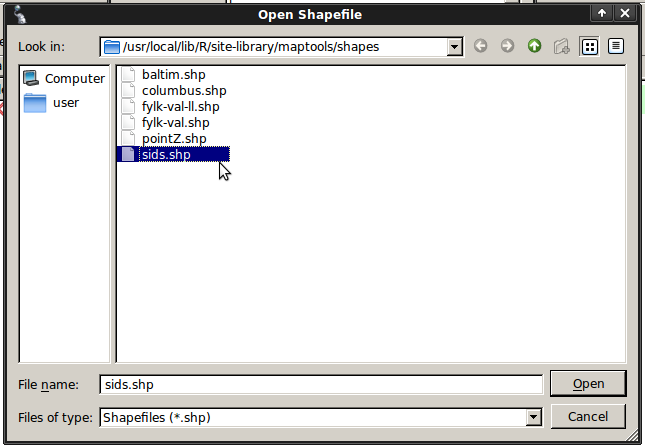 Open Shapefile
Look in: /usr/local/lib/R/site-library/maptools/shapes
Computer
user
baltim.shp
columbus.shp
fylk-val-ll.shp
fylk-val.shp
pointZ.shp
sids.shp
File name: sids.shp
Open
Files of type: Shapefiles (*.shp)
Cancel